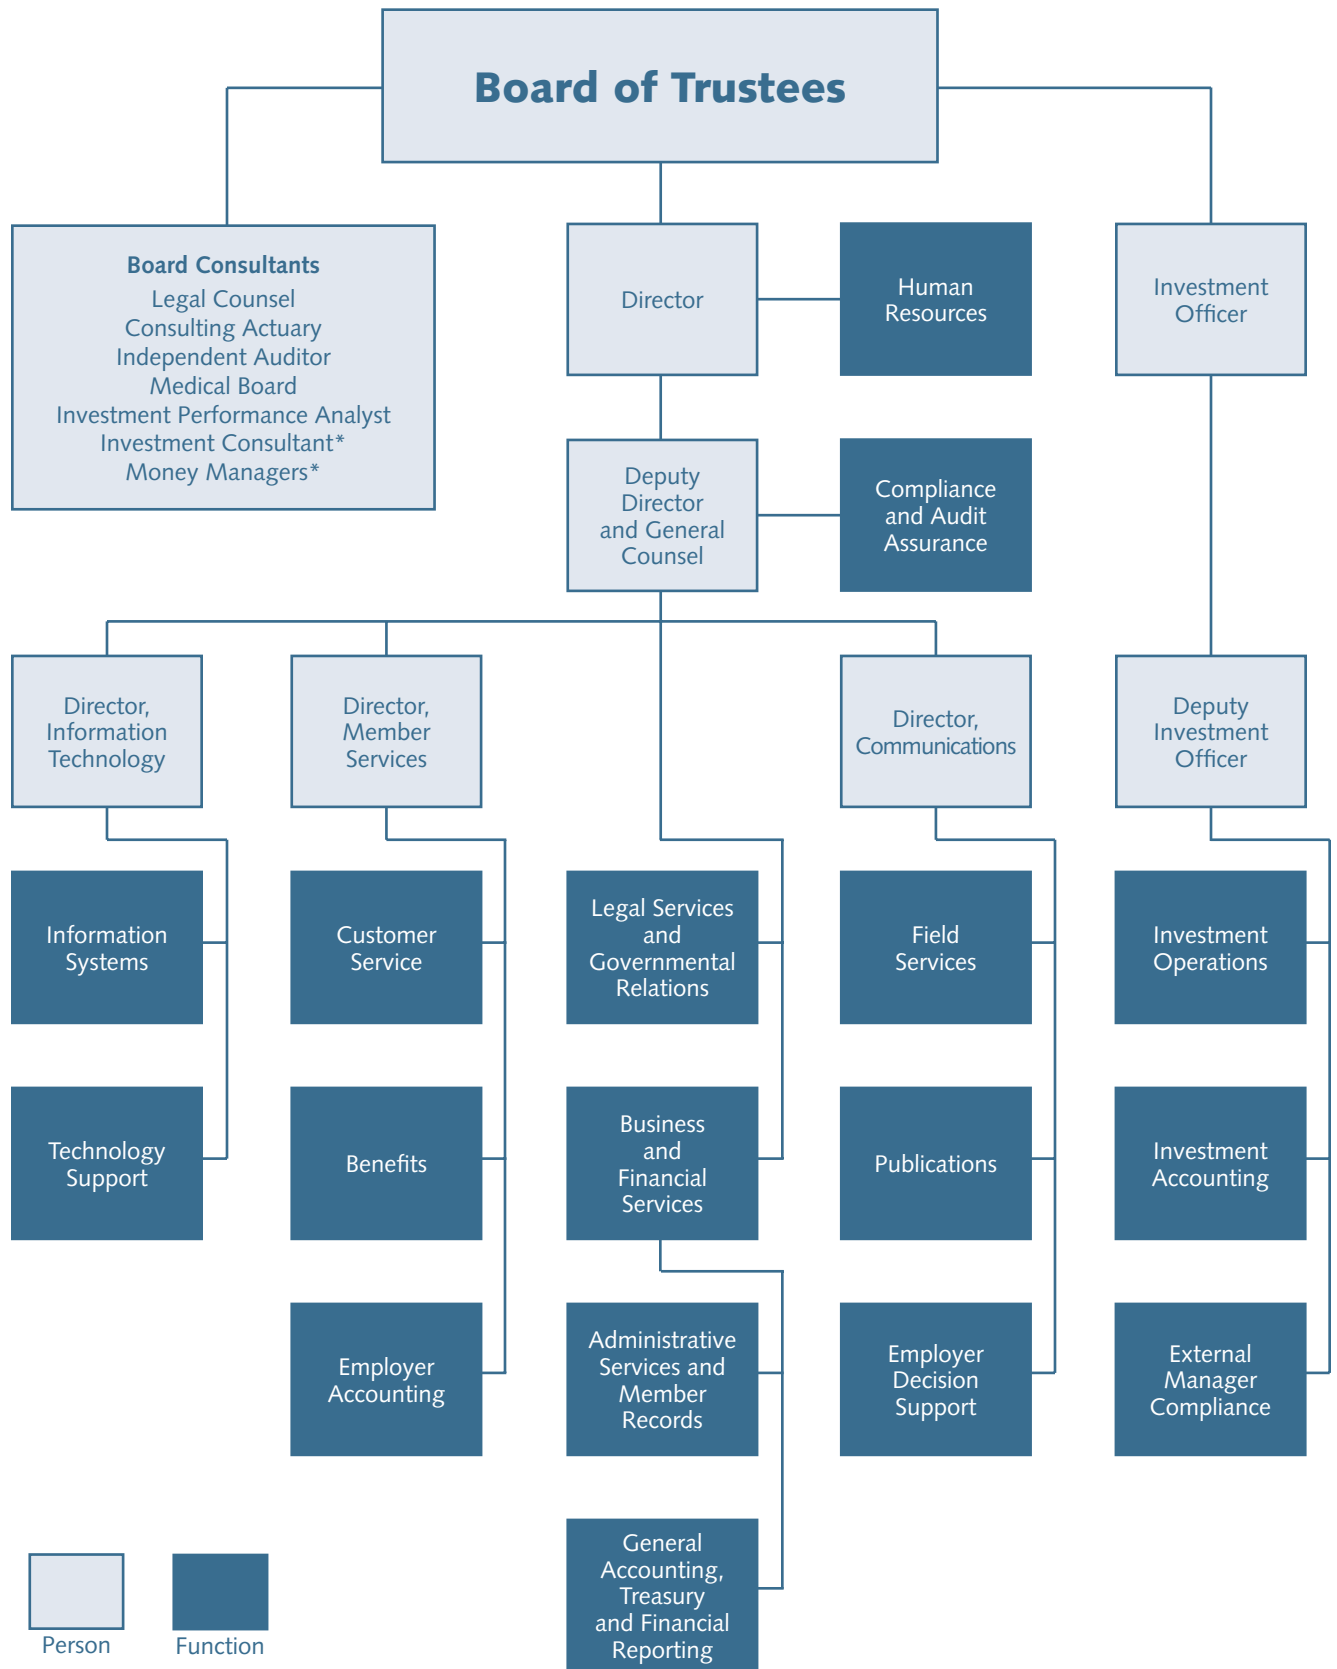 Board of Trustees
Board Consultants
Legal Counsel
Consulting Actuary
Independent Auditor
Medical Board
Investment Performance Analyst
Investment Consultant*
Money Managers*
Director
Human
Resources
Investment
Officer
Deputy
Director
and General
Counsel
Compliance
and Audit
Assurance
Director,
Information
Technology
Director,
Member
Services
Director,
Communications
Deputy
Investment
Officer
Information
Systems
Customer
Service
Legal Services
and
Governmental
Relations
Field
Services
Investment
Operations
Technology
Support
Benefits
Business
and
Financial
Services
Publications
Investment
Accounting
Employer
Accounting
Administrative
Services and
Member
Records
Employer
Decision
Support
External
Manager
Compliance
General
Accounting,
Treasury
and Financial
Reporting
Person
Function